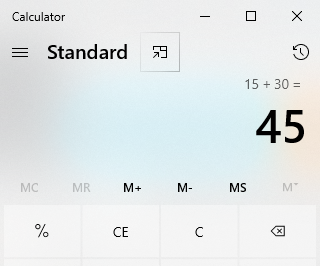 Calculator
Standard
15 + 30 =
45
MC MR M+ M- MS M˅
% CE C